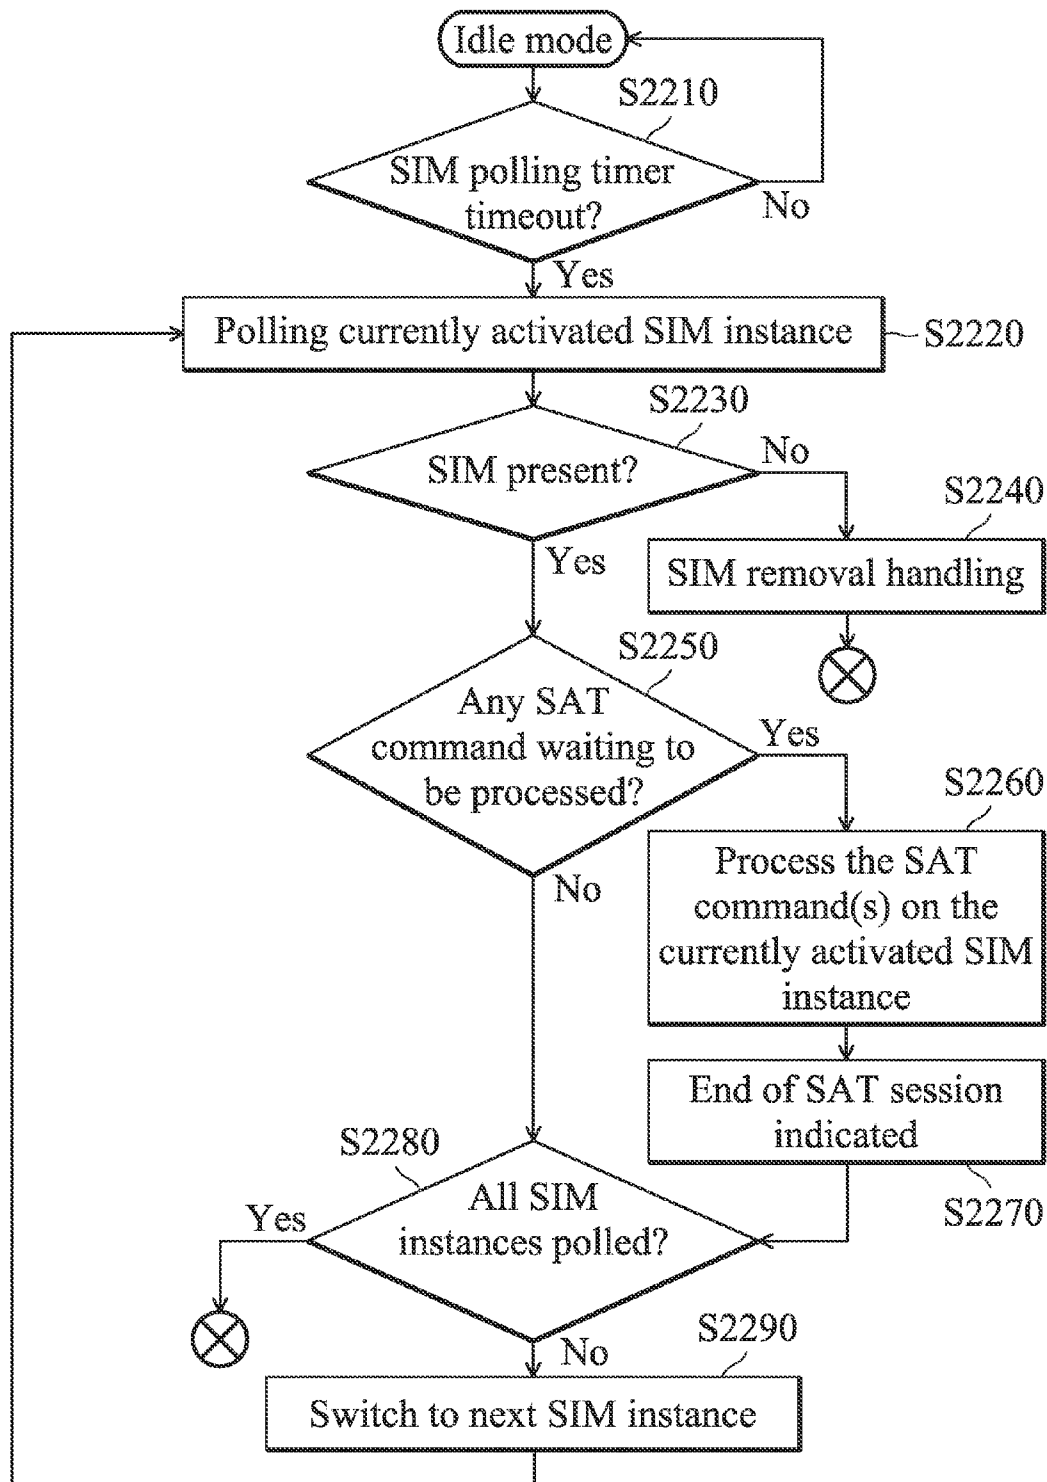 Idle mode
S2210
SIM polling timer
timeout?
No
Yes
Polling currently activated SIM instance
S2220
S2230
SIM present?
No
Yes
S2240
SIM removal handling
S2250
Any SAT
command waiting to
be processed?
Yes
No
S2260
Process the SAT
command(s) on the
currently activated SIM
instance
End of SAT session
indicated
S2270
S2280
All SIM
instances polled?
Yes
No
S2290
Switch to next SIM instance